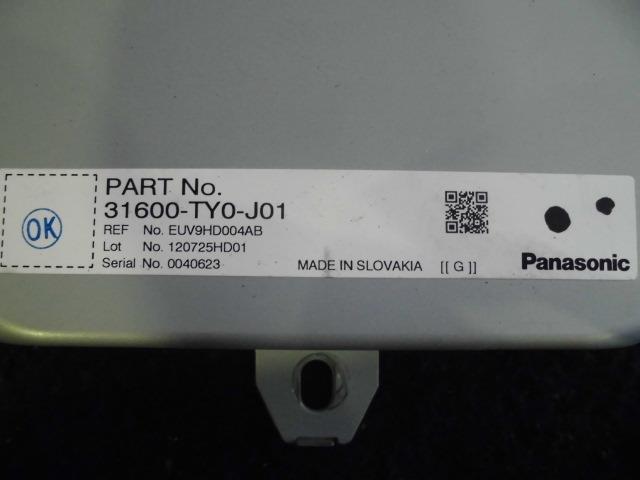 PART No.
31600-TY0-J01
REF No. EUV9HD004AB
Lot No. 120725HD01
Serial No. 0040623
MADE IN SLOVAKIA [[ G ]]
Panasonic
OK